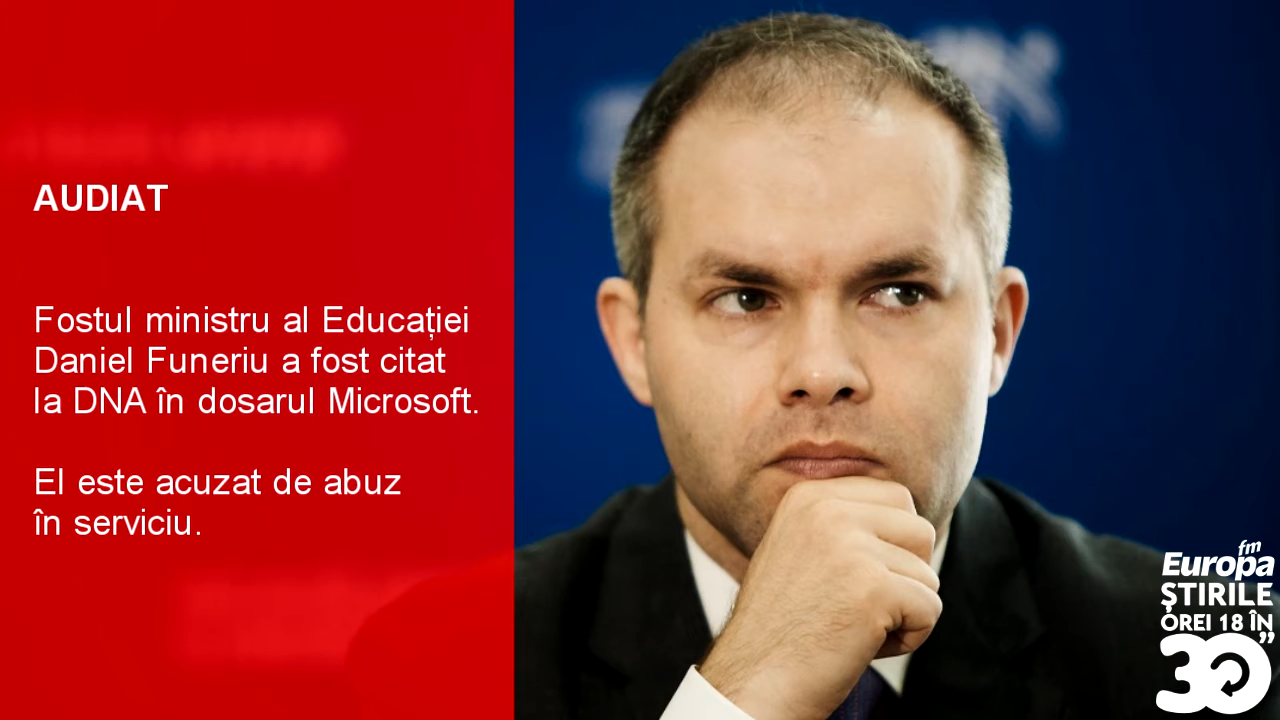 AUDIAT
Fostul ministru al Educației
Daniel Funeriu a fost citat
la DNA în dosarul Microsoft.
El este acuzat de abuz
în serviciu.
fm
Europa
ȘTIRILE
OREI 18 ÎN
30”